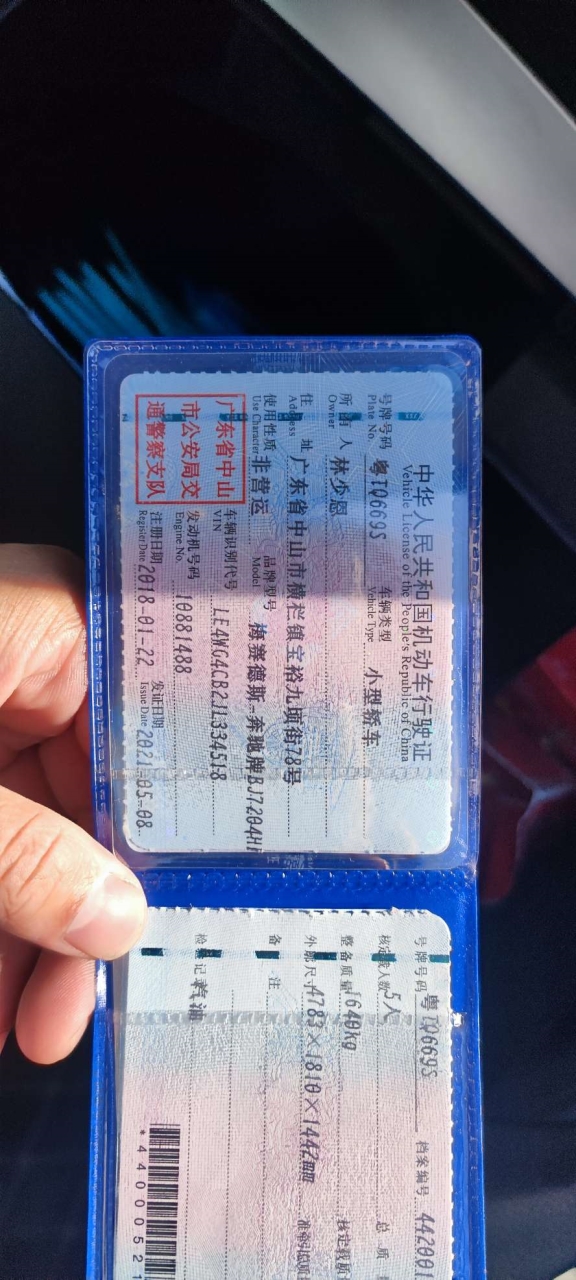 中华人民共和国机动车行驶证
Vehicle License of the People's Republic of China
号牌号码 粤TQ669S 车辆类型 小型轿车
Plate No. Vehicle Type
所有人 林少恩
Owner
住址 广东省中山市横栏镇宝裕九顷街78号
Address
使用性质 非营运 品牌型号 梅赛德斯-奔驰牌BJ7204H
Use Character Model
广东省中山
市公安局交
通警察支队
车辆识别代号 LE4WG4CB2JL334518
VIN
发动机号码 10881488
Engine No.
注册日期 2018-01-22 发证日期 2021-05-08
Register Date Issue Date
号牌号码 粤TQ669S 档案编号 44200
核定载人数 5人 总质
整备质量 1640kg 核定载质
外廓尺寸 4783×1810×1442mm 准牵引总质
备注
检验记 汽油
*4400052